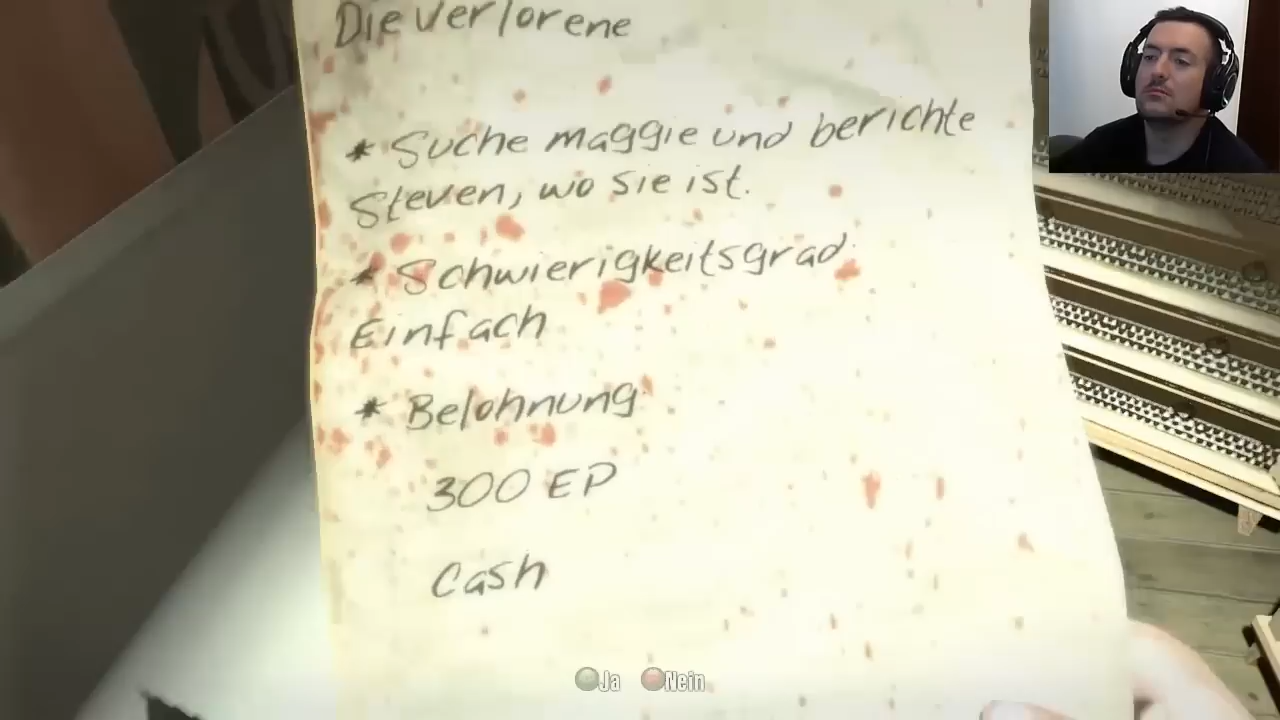 Die verlorene
* Suche maggie und berichte
Steven, wo sie ist.
* Schwierigkeitsgrad
Einfach
* Belohnung
300 EP
Cash
Ja Nein